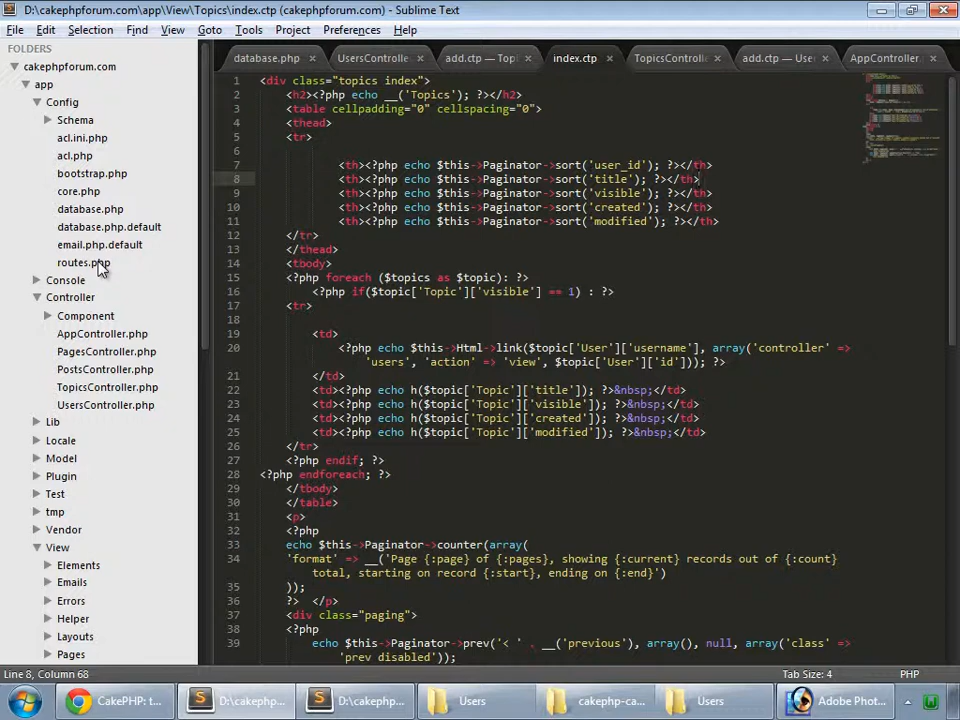 D:\cakephpforum.com\app\View\Topics\index.ctp (cakephpforum.com) - Sublime Text
File Edit Selection Find View Goto Tools Project Preferences Help
FOLDERS
cakephpforum.com
app
Config
Schema
acl.ini.php
acl.php
bootstrap.php
core.php
database.php
database.php.default
email.php.default
routes.php
Console
Controller
Component
AppController.php
PagesController.php
PostsController.php
TopicsController.php
UsersController.php
Lib
Locale
Model
Plugin
Test
tmp
Vendor
View
Elements
Emails
Errors
Helper
Layouts
Pages
database.php × UsersControlle × add.ctp — Topi × index.ctp × TopicsController × add.ctp — User × AppController ×
1 <div class="topics index">
2 <h2><?php echo __('Topics'); ?></h2>
3 <table cellpadding="0" cellspacing="0">
4 <thead>
5 <tr>
6
7 <th><?php echo $this->Paginator->sort('user_id'); ?></th>
8 <th><?php echo $this->Paginator->sort('title'); ?></th>
9 <th><?php echo $this->Paginator->sort('visible'); ?></th>
10 <th><?php echo $this->Paginator->sort('created'); ?></th>
11 <th><?php echo $this->Paginator->sort('modified'); ?></th>
12 </tr>
13 </thead>
14 <tbody>
15 <?php foreach ($topics as $topic): ?>
16 <?php if($topic['Topic']['visible'] == 1) : ?>
17 <tr>
18
19 <td>
20 <?php echo $this->Html->link($topic['User']['username'], array('controller' =>
'users', 'action' => 'view', $topic['User']['id'])); ?>
21 </td>
22 <td><?php echo h($topic['Topic']['title']); ?>&nbsp;</td>
23 <td><?php echo h($topic['Topic']['visible']); ?>&nbsp;</td>
24 <td><?php echo h($topic['Topic']['created']); ?>&nbsp;</td>
25 <td><?php echo h($topic['Topic']['modified']); ?>&nbsp;</td>
26 </tr>
27 <?php endif; ?>
28 <?php endforeach; ?>
29 </tbody>
30 </table>
31 <p>
32 <?php
33 echo $this->Paginator->counter(array(
34 'format' => __('Page {:page} of {:pages}, showing {:current} records out of {:count}
total, starting on record {:start}, ending on {:end}')
35 ));
36 ?> </p>
37 <div class="paging">
38 <?php
39 echo $this->Paginator->prev('< ' . __('previous'), array(), null, array('class' =>
'prev disabled'));
Line 8, Column 68 Tab Size: 4 PHP
CakePHP: t... D:\cakephp... D:\cakephp... Users cakephp-ca... Users Adobe Phot...